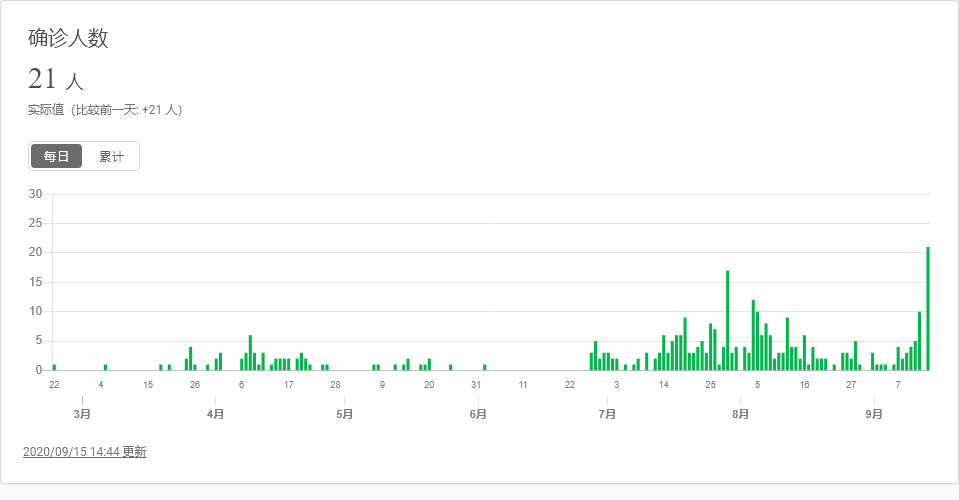 确诊人数
21 人
实际值（比较前一天: +21 人）
每日 累计
30
25
20
15
10
5
0
22 4 15 26 6 17 28 9 20 31 11 22 3 14 25 5 16 27 7
3月 4月 5月 6月 7月 8月 9月
2020/09/15 14:44 更新